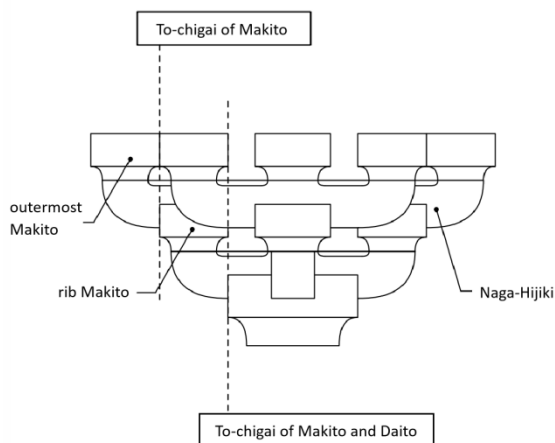 To-chigai of Makito
outermost
Makito
rib Makito
Naga-Hijiki
To-chigai of Makito and Daito